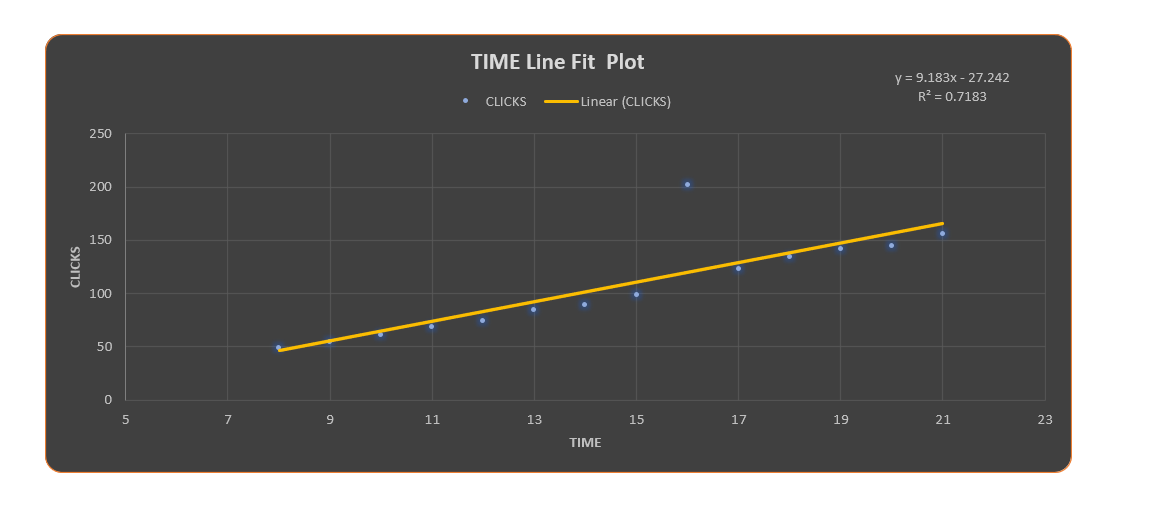 TIME Line Fit  Plot
y = 9.183x - 27.242
R² = 0.7183
CLICKS
Linear (CLICKS)
250
200
150
100
50
0
CLICKS
5 7 9 11 13 15 17 19 21 23
TIME